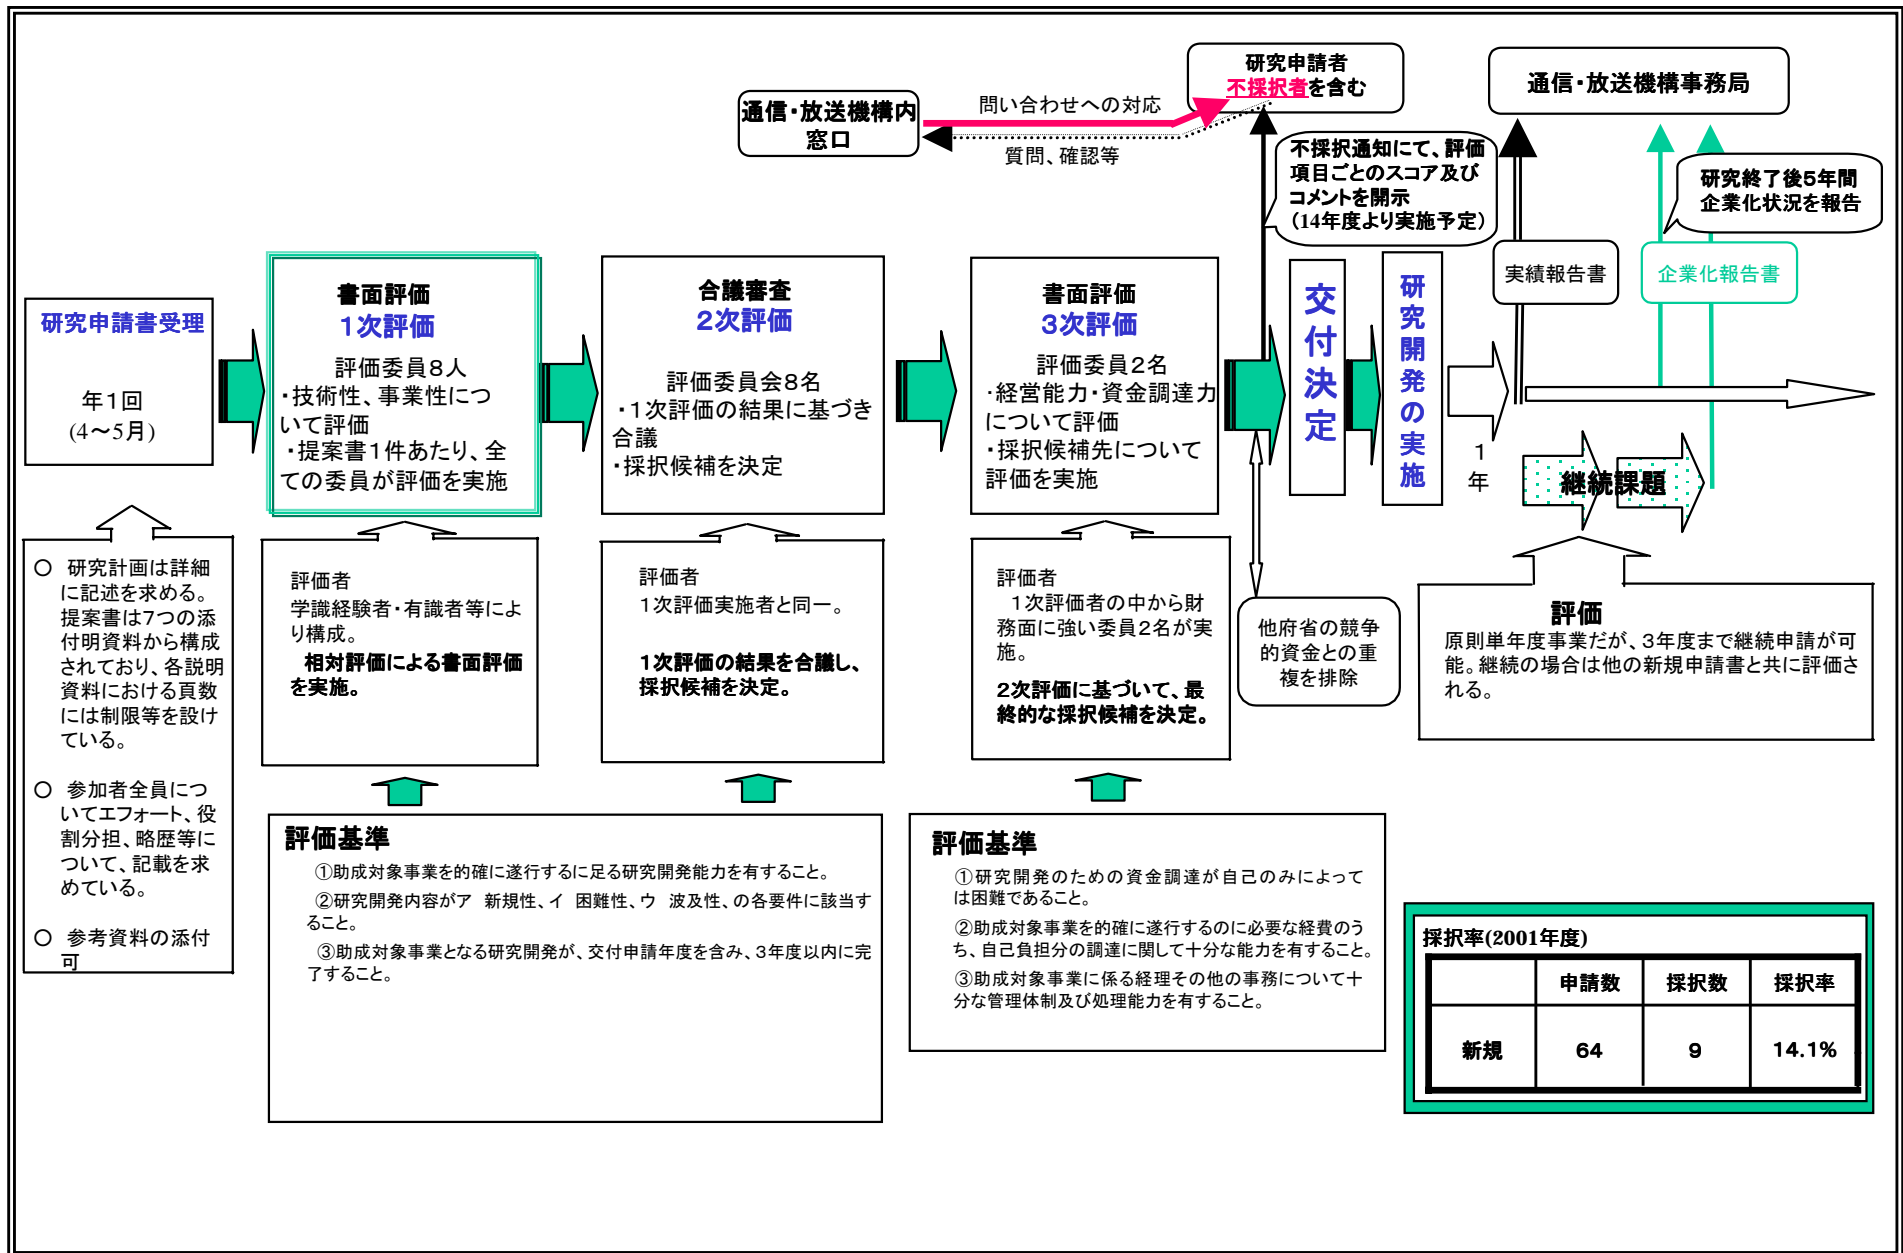 研究申請者
不採択者を含む
通信・放送機構事務局
通信・放送機構内
窓口
問い合わせへの対応
質問、確認等
不採択通知にて、評価
項目ごとのスコア及び
コメントを開示
(14年度より実施予定)
研究終了後5年間
企業化状況を報告
実績報告書
企業化報告書
研究申請書受理
年1回
(4～5月)
書面評価
1次評価
評価委員8人
・技術性、事業性につ
いて評価
・提案書1件あたり、全
ての委員が評価を実施
合議審査
2次評価
評価委員会8名
・1次評価の結果に基づき
合議
・採択候補を決定
書面評価
3次評価
評価委員2名
・経営能力・資金調達力
について評価
・採択候補先について
評価を実施
交付決定
研究開発の実施
1年
継続課題
○ 研究計画は詳細
に記述を求める。
提案書は7つの添
付明資料から構成
されており、各説明
資料における頁数
には制限等を設け
ている。
○ 参加者全員につ
いてエフォート、役
割分担、略歴等に
ついて、記載を求
めている。
○ 参考資料の添付
可
評価者
学識経験者・有識者等によ
り構成。
相対評価による書面評価
を実施。
評価者
1次評価実施者と同一。
1次評価の結果を合議し、
採択候補を決定。
評価者
1次評価者の中から財
務面に強い委員2名が実
施。
2次評価に基づいて、最
終的な採択候補を決定。
他府省の競争
的資金との重
複を排除
評価
原則単年度事業だが、3年度まで継続申請が可
能。継続の場合は他の新規申請書と共に評価さ
れる。
評価基準
①助成対象事業を的確に遂行するに足る研究開発能力を有すること。
②研究開発内容がア 新規性、イ 困難性、ウ 波及性、の各要件に該当す
ること。
③助成対象事業となる研究開発が、交付申請年度を含み、3年度以内に完
了すること。
評価基準
①研究開発のための資金調達が自己のみによって
は困難であること。
②助成対象事業を的確に遂行するのに必要な経費のう
ち、自己負担分の調達に関して十分な能力を有すること。
③助成対象事業に係る経理その他の事務について十
分な管理体制及び処理能力を有すること。
採択率(2001年度)
申請数 採択数 採択率
新規 64 9 14.1%